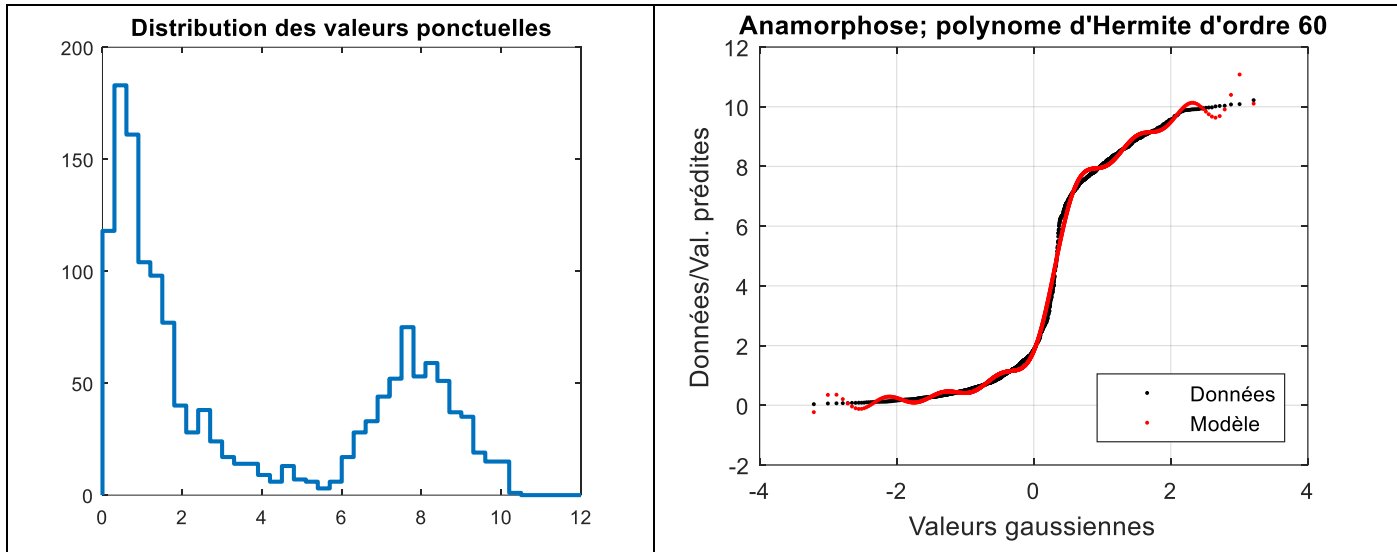 Distribution des valeurs ponctuelles
200
150
100
50
0
0 2 4 6 8 10 12
Anamorphose; polynome d'Hermite d'ordre 60
Données/Val. prédites
12
10
8
6
4
2
0
-2
-4 -2 0 2 4
Valeurs gaussiennes
Données
Modèle